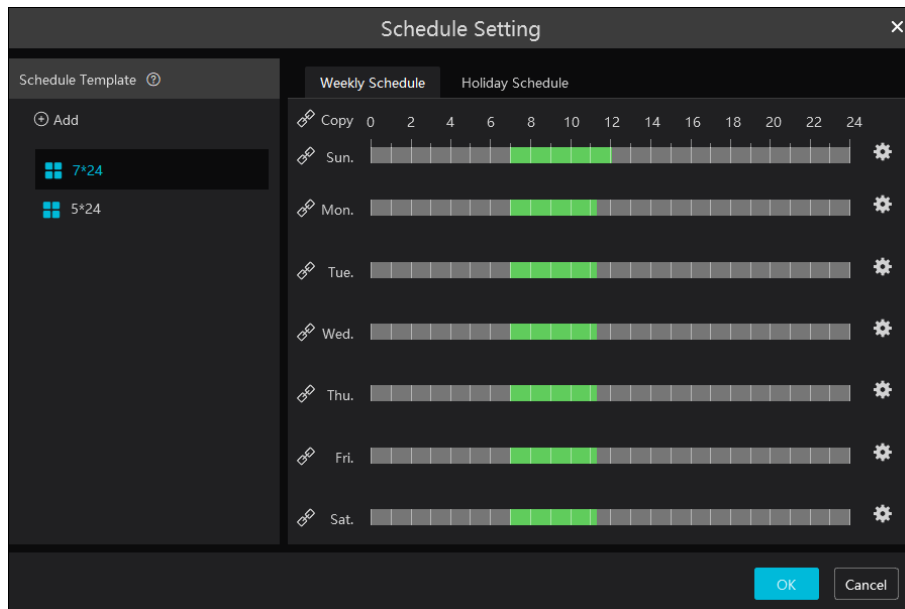 Schedule Setting
Schedule Template
Weekly Schedule Holiday Schedule
Add
Copy 0 2 4 6 8 10 12 14 16 18 20 22 24
7*24
Sun.
5*24
Mon.
Tue.
Wed.
Thu.
Fri.
Sat.
OK Cancel